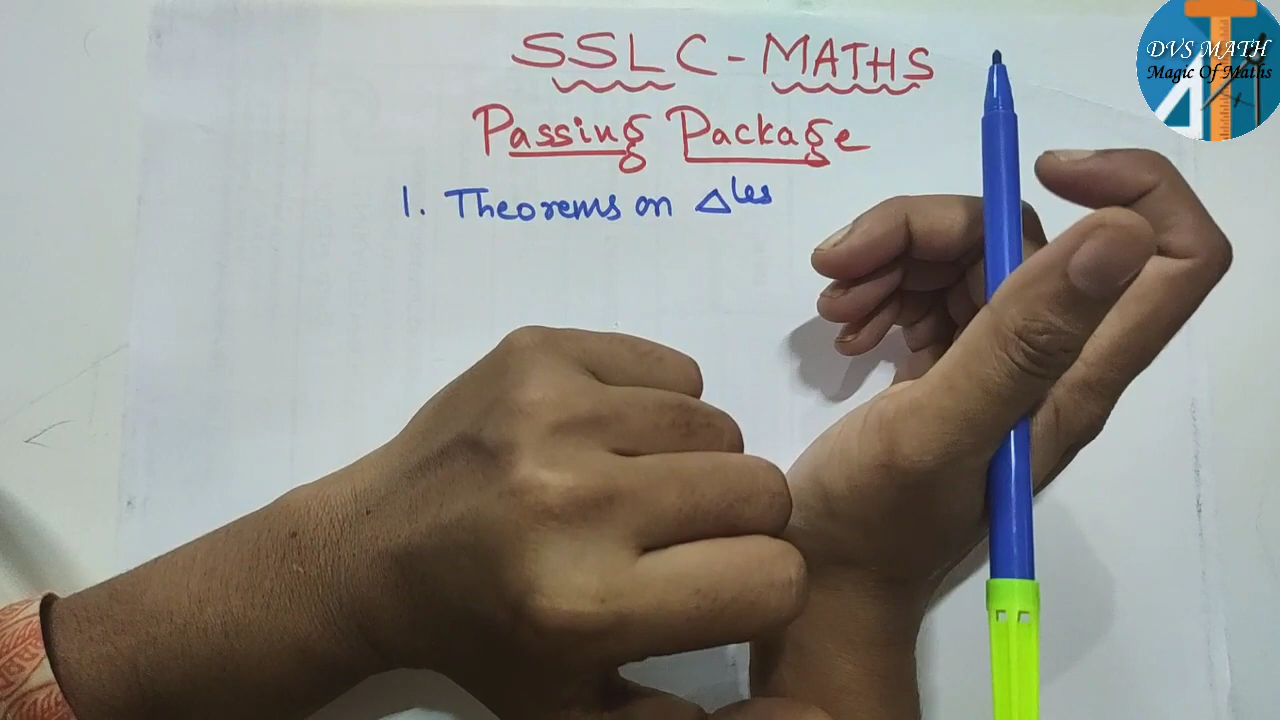 SSLC - MATHS
Passing Package
1. Theorems on △les
DVS MATH
Magic Of Maths